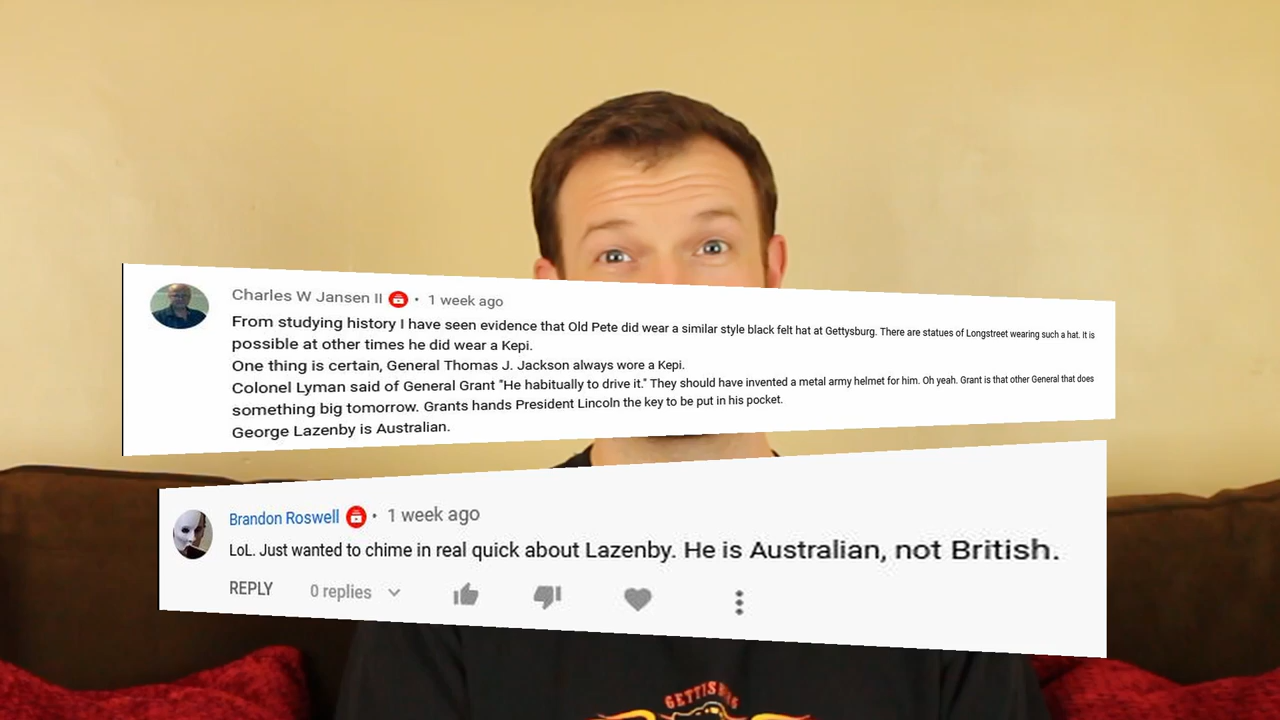 Charles W Jansen II • 1 week ago
From studying history I have seen evidence that Old Pete did wear a similar style black felt hat at Gettysburg. There are statues of Longstreet wearing such a hat. It is
possible at other times he did wear a Kepi.
One thing is certain, General Thomas J. Jackson always wore a Kepi.
Colonel Lyman said of General Grant "He habitually to drive it." They should have invented a metal army helmet for him. Oh yeah. Grant is that other General that does
something big tomorrow. Grants hands President Lincoln the key to be put in his pocket.
George Lazenby is Australian.
Brandon Roswell • 1 week ago
LoL. Just wanted to chime in real quick about Lazenby. He is Australian, not British.
REPLY 0 replies